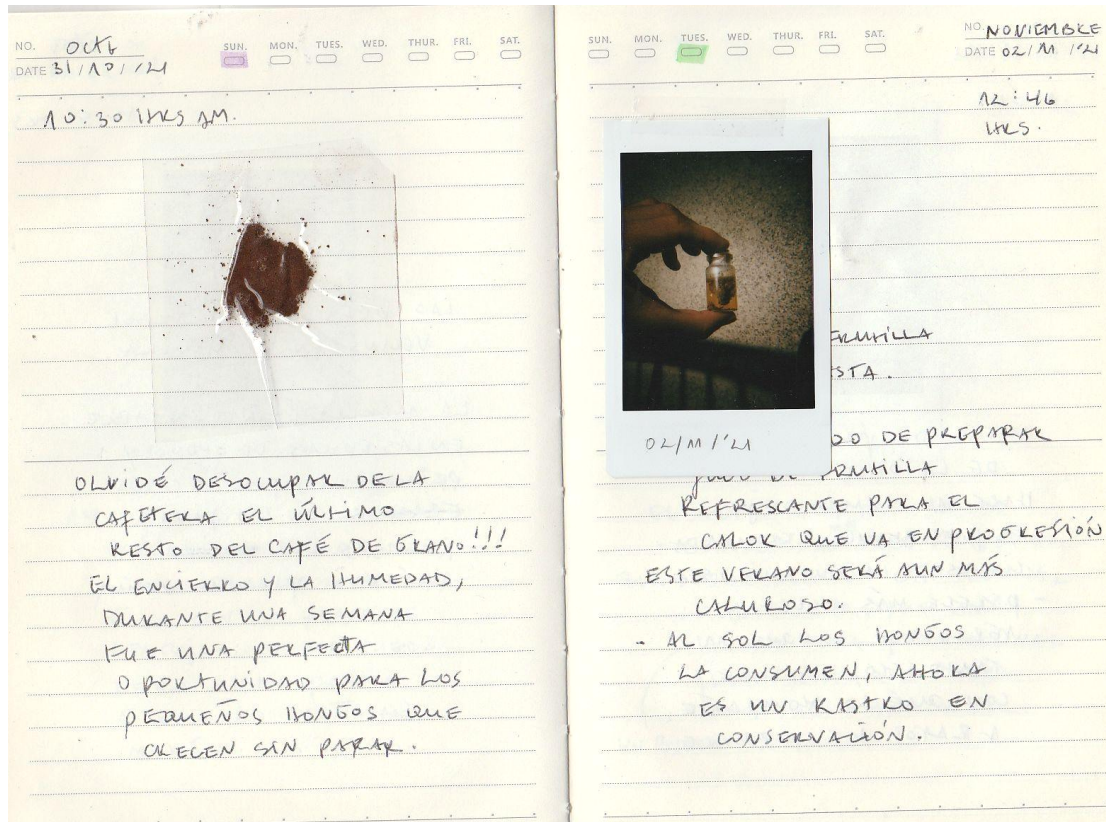 NO. OCT
SUN. MON. TUES. WED. THUR. FRI. SAT.
DATE 31/10/'21
10:30 HRS AM.
OLVIDÉ DESOCUPAR DE LA
CAFETERA EL ÚLTIMO
RESTO DEL CAFÉ DE GRANO!!!
EL ENCIERRO Y LA HUMEDAD,
DURANTE UNA SEMANA
FUE UNA PERFECTA
OPORTUNIDAD PARA LOS
PEQUEÑOS HONGOS QUE
CRECEN SIN PARAR.
NO. NOVIEMBRE
SUN. MON. TUES. WED. THUR. FRI. SAT.
DATE 02/11/'21
12:46
HRS.
02/11/'21
DE PREPARAR
REFRESCANTE PARA EL
CALOR QUE VA EN PROGRESIÓN
ESTE VERANO SERÁ AUN MÁS
CALUROSO.
- AL SOL LOS HONGOS
LA CONSUMEN, AHORA
ES UN RASTRO EN
CONSERVACIÓN.